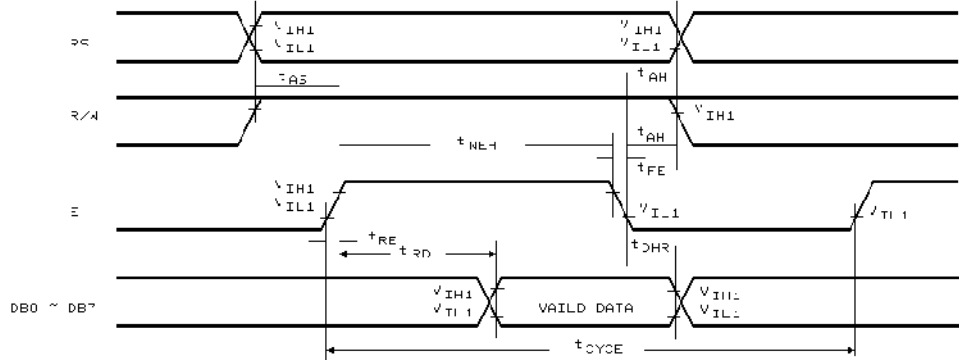 RS
VIH1
VIL1
VIH1
VIL1
tAS
tAH
R/W
VIH1
tAH
tWEH
tFE
VIH1
VIL1
E
VIL1
VIL1
tRE
tRD
tDHR
VIH1
VIL1
VAILD DATA
VIH1
VIL1
DB0 ~ DB7
tCYCE